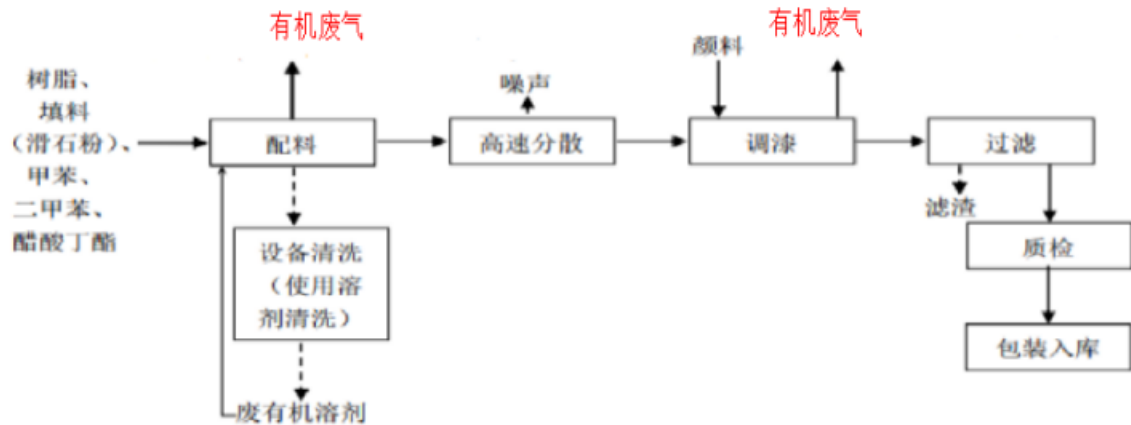 有机废气
有机废气
颜料
噪声
树脂、
填料
（滑石粉）、
甲苯、
二甲苯、
醋酸丁酯
配料
高速分散
调漆
过滤
滤渣
设备清洗
（使用溶
剂清洗）
质检
包装入库
废有机溶剂